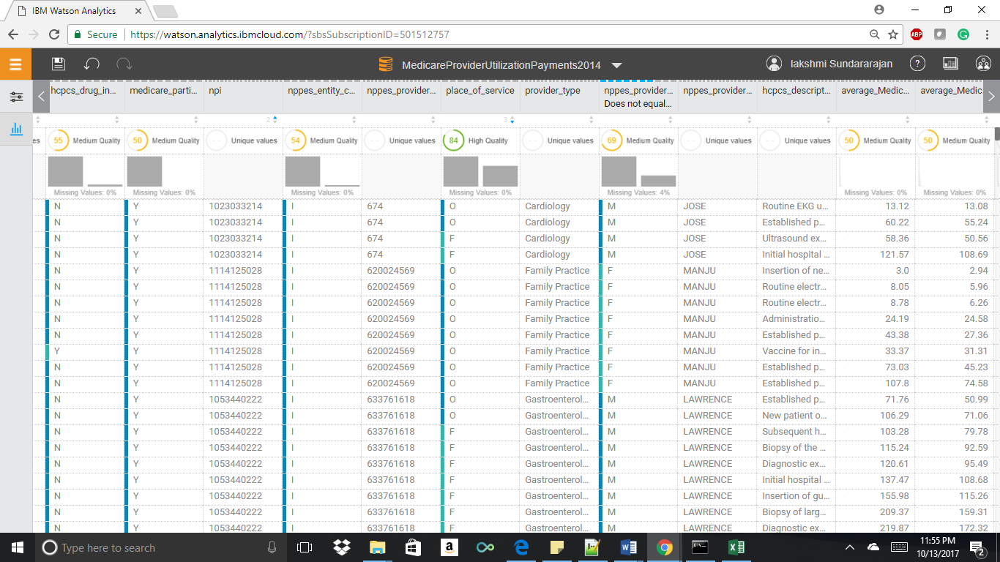 IBM Watson Analytics
Secure https://watson.analytics.ibmcloud.com/?sbsSubscriptionID=501512757 ABP
MedicareProviderUtilizationPayments2014 lakshmi Sundararajan ?
hcpcs_drug_in... medicare_parti... npi nppes_entity_c... nppes_provider... place_of_service provider_type nppes_provider... nppes_provider... hcpcs_descript... average_Medic... average_Medic
Does not equal...
2 3
es 55 Medium Quality 50 Medium Quality -- Unique values 54 Medium Quality -- Unique values 84 High Quality -- Unique values 69 Medium Quality -- Unique values -- Unique values 50 Medium Quality 50 Medium Quality
Missing Values: 0% Missing Values: 0% Missing Values: 0% Missing Values: 0% Missing Values: 4% Missing Values: 0% Missing Values: 0%
N Y 1023033214 I 674 O Cardiology M JOSE Routine EKG u... 13.12 13.08
N Y 1023033214 I 674 O Cardiology M JOSE Established p... 60.22 55.24
N Y 1023033214 I 674 F Cardiology M JOSE Ultrasound ex... 58.36 50.56
N Y 1023033214 I 674 F Cardiology M JOSE Initial hospital ... 121.57 108.69
N Y 1114125028 I 620024569 O Family Practice F MANJU Insertion of ne... 3.0 2.94
N Y 1114125028 I 620024569 O Family Practice F MANJU Routine electr... 8.05 5.96
N Y 1114125028 I 620024569 O Family Practice F MANJU Routine electr... 8.78 6.26
N Y 1114125028 I 620024569 O Family Practice F MANJU Administratio... 24.19 24.58
N Y 1114125028 I 620024569 O Family Practice F MANJU Established p... 43.38 27.36
Y Y 1114125028 I 620024569 O Family Practice F MANJU Vaccine for in... 33.37 31.31
N Y 1114125028 I 620024569 O Family Practice F MANJU Established p... 73.03 45.23
N Y 1114125028 I 620024569 O Family Practice F MANJU Established p... 107.8 74.58
N Y 1053440222 I 633761618 O Gastroenterol... M LAWRENCE Established p... 71.76 50.99
N Y 1053440222 I 633761618 O Gastroenterol... M LAWRENCE New patient o... 106.29 71.06
N Y 1053440222 I 633761618 F Gastroenterol... M LAWRENCE Subsequent h... 103.28 79.78
N Y 1053440222 I 633761618 F Gastroenterol... M LAWRENCE Biopsy of the ... 115.24 92.59
N Y 1053440222 I 633761618 F Gastroenterol... M LAWRENCE Diagnostic ex... 120.61 95.49
N Y 1053440222 I 633761618 F Gastroenterol... M LAWRENCE Initial hospital ... 137.47 108.68
N Y 1053440222 I 633761618 F Gastroenterol... M LAWRENCE Insertion of gu... 155.98 115.26
N Y 1053440222 I 633761618 F Gastroenterol... M LAWRENCE Biopsy of larg... 209.37 159.31
N Y 1053440222 I 633761618 F Gastroenterol... M LAWRENCE Diagnostic ex... 219.87 172.32
Type here to search
11:55 PM
10/13/2017 2